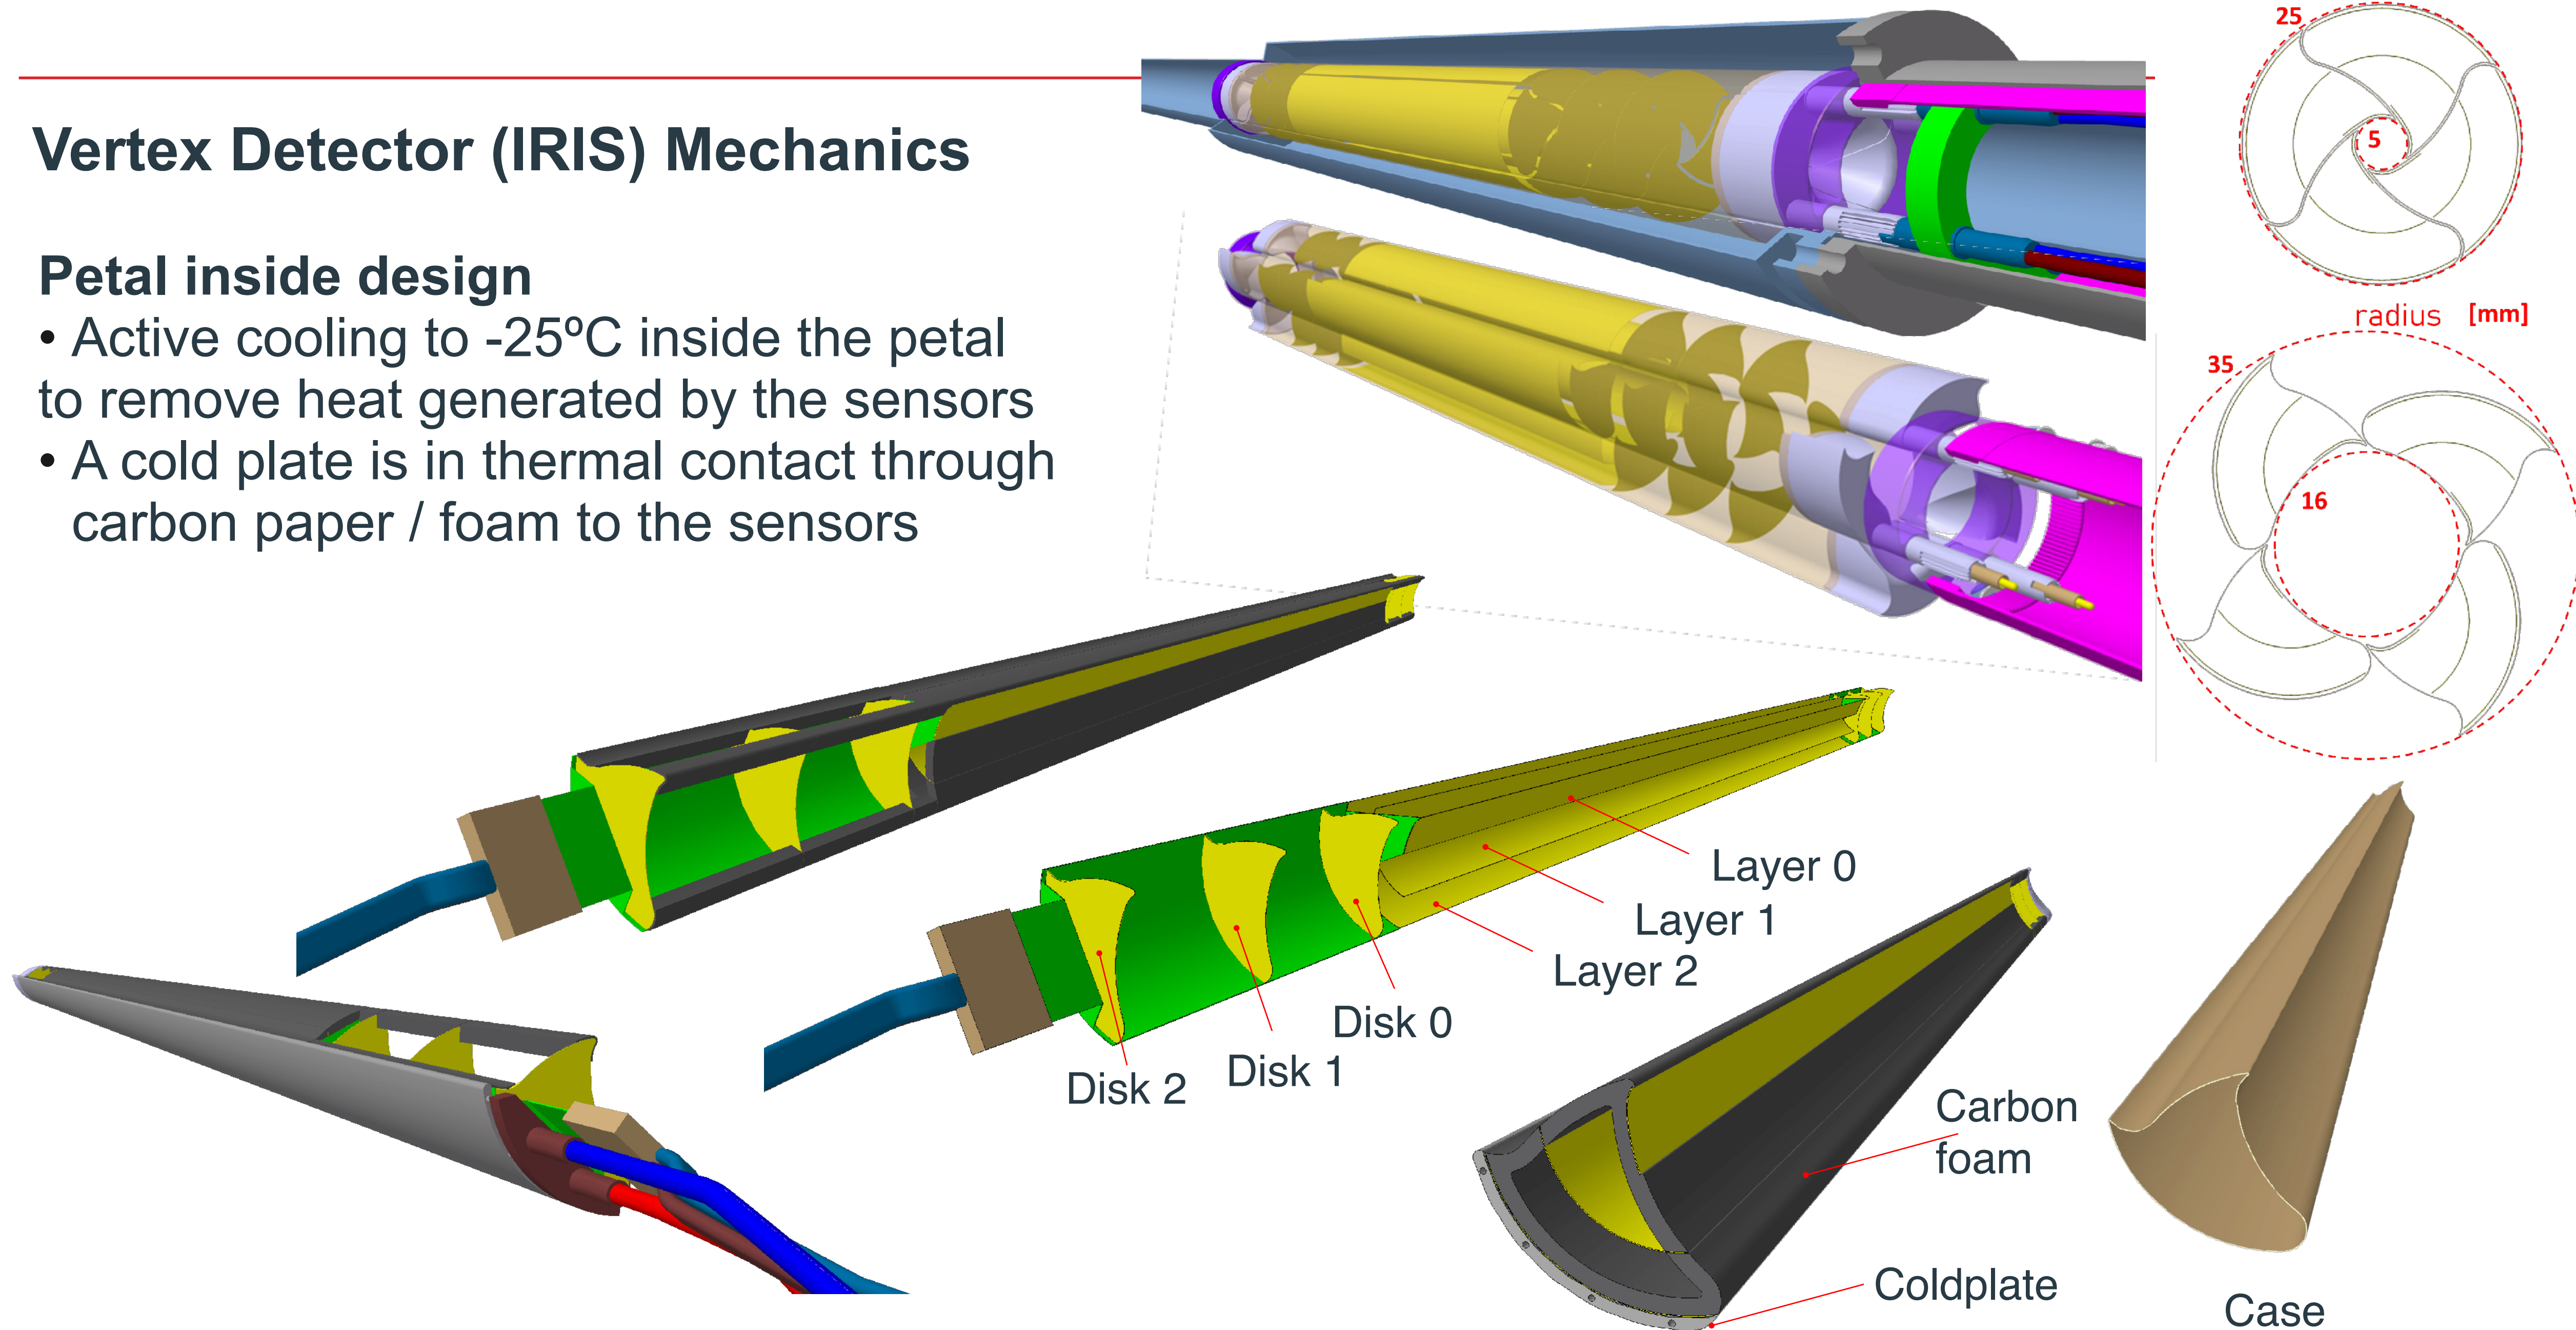 Vertex Detector (IRIS) Mechanics
Petal inside design
• Active cooling to -25ºC inside the petal
to remove heat generated by the sensors
• A cold plate is in thermal contact through
carbon paper / foam to the sensors
25
5
radius [mm]
35
16
Layer 0
Layer 1
Layer 2
Disk 0
Disk 1
Disk 2
Carbon
foam
Coldplate
Case